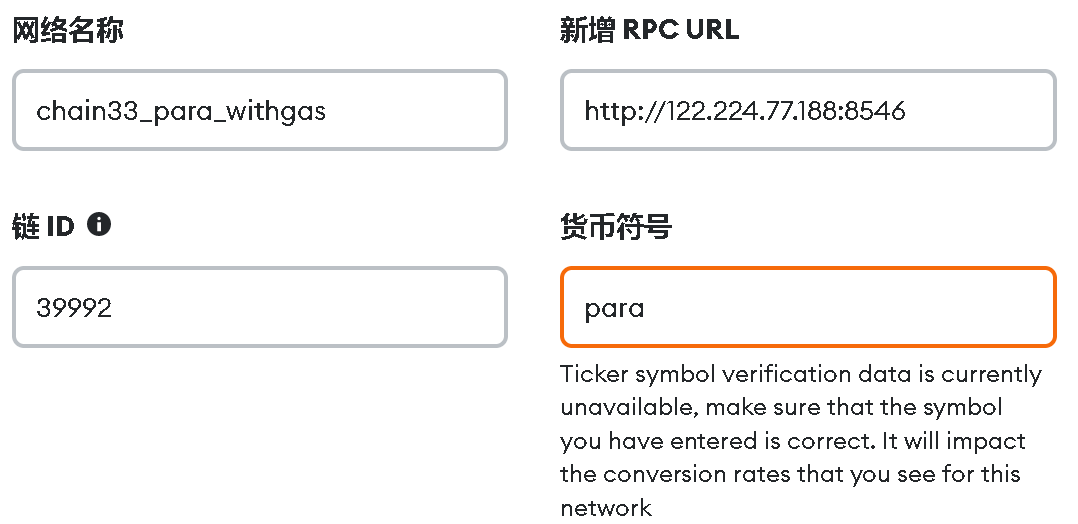 网络名称
新增 RPC URL
chain33_para_withgas
http://122.224.77.188:8546
链 ID
货币符号
39992
para
Ticker symbol verification data is currently
unavailable, make sure that the symbol
you have entered is correct. It will impact
the conversion rates that you see for this
network